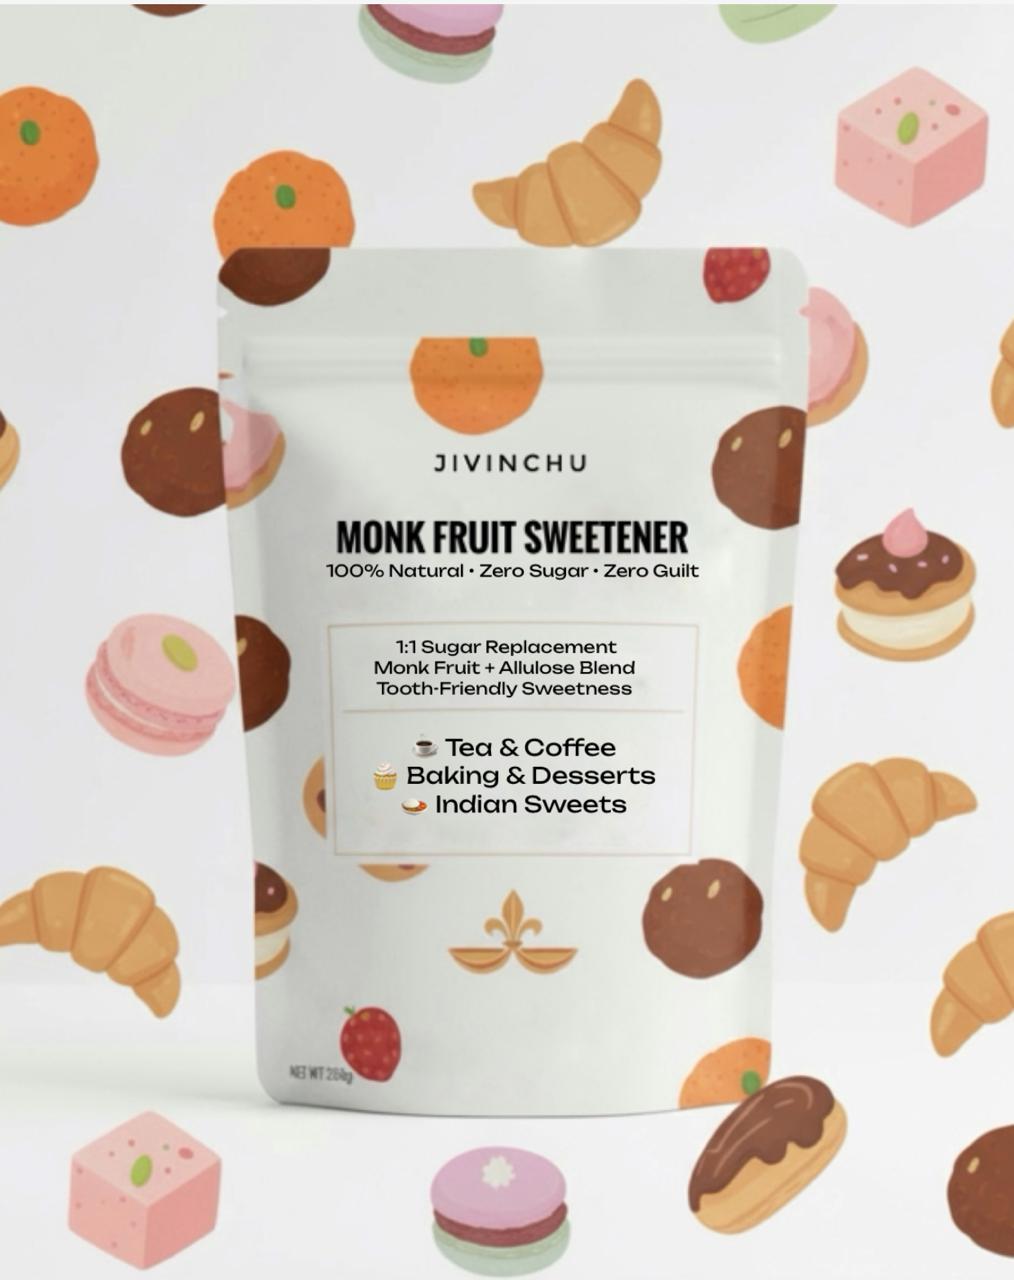 JIVINCHU
MONK FRUIT SWEETENER
100% Natural • Zero Sugar • Zero Guilt
1:1 Sugar Replacement
Monk Fruit + Allulose Blend
Tooth-Friendly Sweetness
Tea & Coffee
Baking & Desserts
Indian Sweets
NET WT